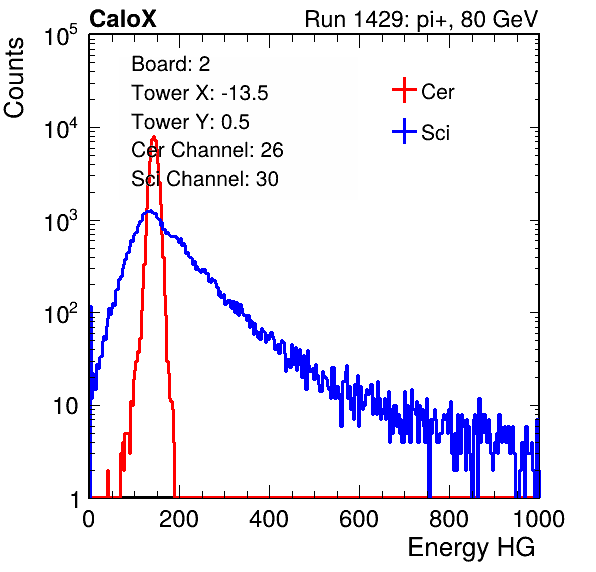 CaloX Run 1429: pi+, 80 GeV
Counts
Board: 2
Tower X: -13.5
Tower Y: 0.5
Cer Channel: 26
Sci Channel: 30
Cer
Sci
10^5
10^4
10^3
10^2
10
1
0 200 400 600 800 1000
Energy HG